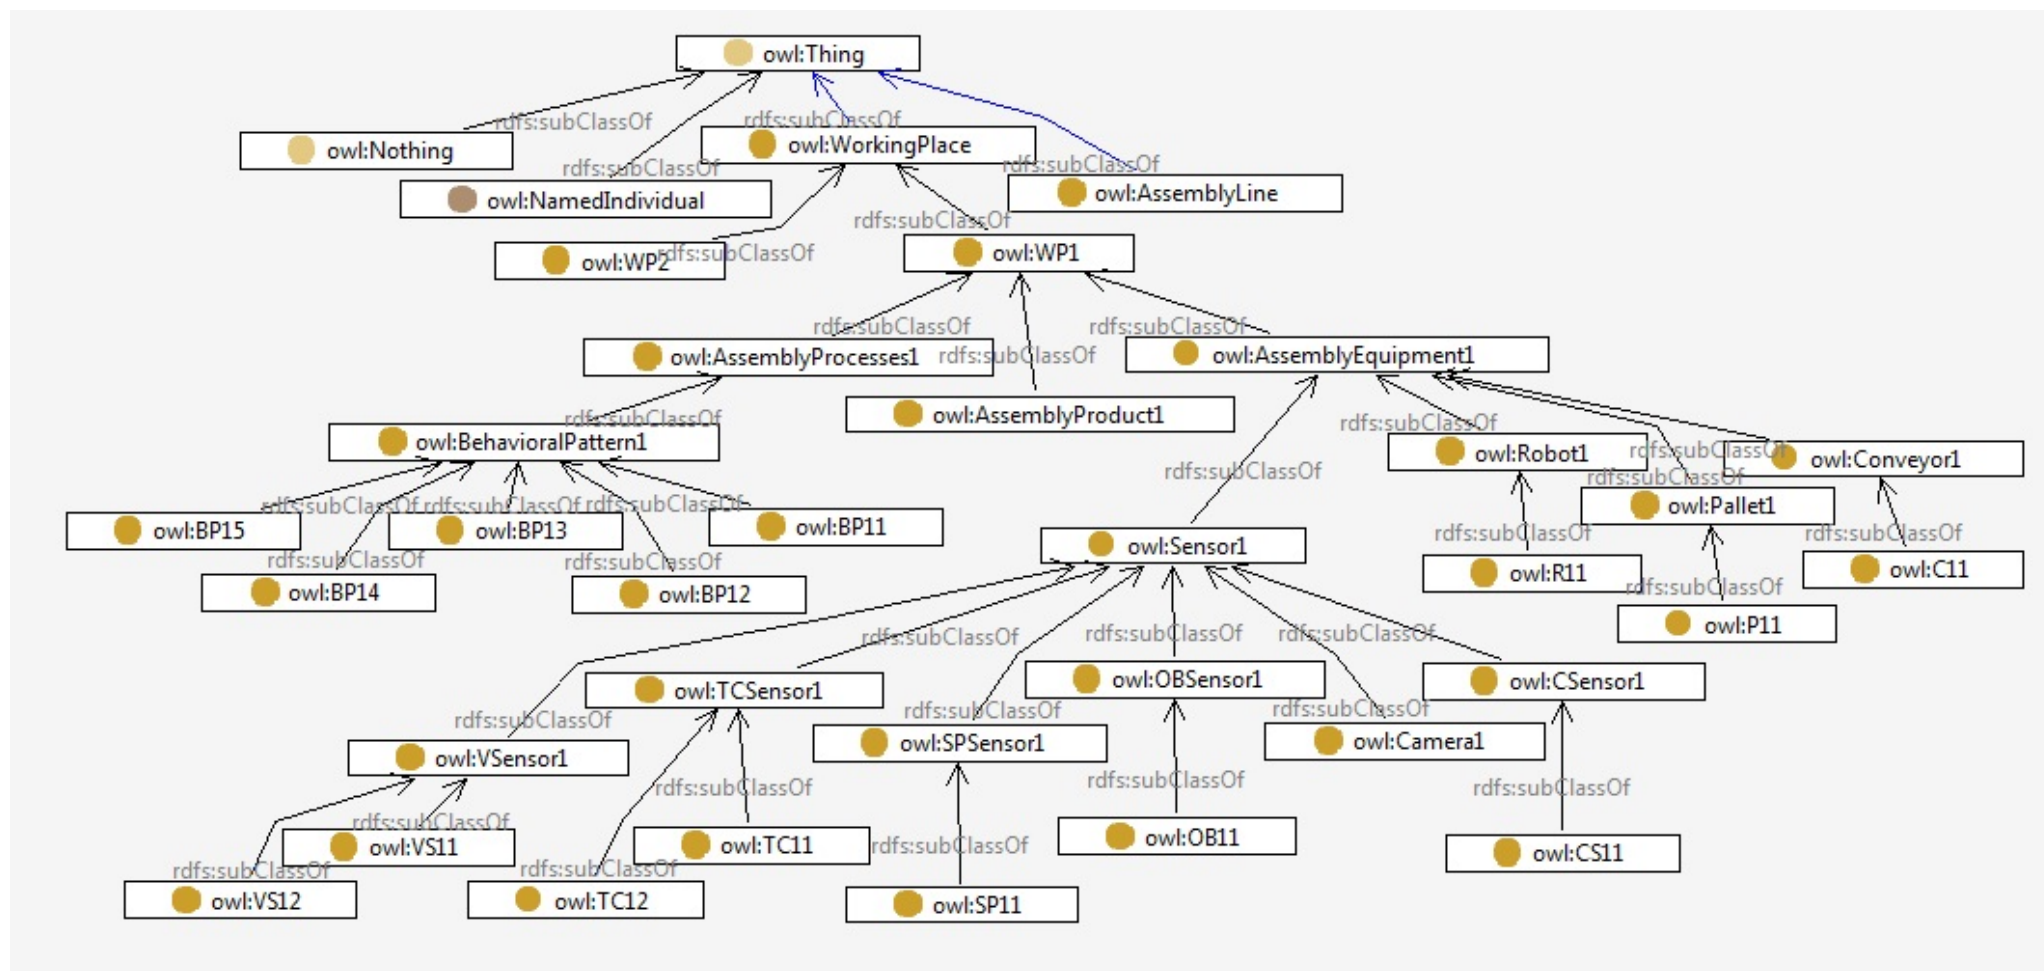 owl:Thing
rdfs:subClassOf
rdfs:subClassOf
owl:Nothing
owl:WorkingPlace
rdfs:subClassOf
rdfs:subClassOf
owl:NamedIndividual
owl:AssemblyLine
rdfs:subClassOf
rdfs:subClassOf
owl:WP2
owl:WP1
rdfs:subClassOf
rdfs:subClassOf
owl:AssemblyProcesses1
rdfs:subClassOf
owl:AssemblyEquipment1
owl:AssemblyProduct1
rdfs:subClassOf
rdfs:subClassOf
owl:BehavioralPattern1
owl:Robot1
rdfs:subClassOf
owl:Conveyor1
rdfs:subClassOf
rdfs:subClassOf
owl:Pallet1
rdfs:subClassOf
rdfs:subClassOf
rdfs:subClassOf
owl:BP15
owl:BP13
owl:BP11
rdfs:subClassOf
rdfs:subClassOf
owl:Sensor1
rdfs:subClassOf
rdfs:subClassOf
owl:BP14
owl:BP12
owl:R11
owl:C11
rdfs:subClassOf
owl:P11
rdfs:subClassOf
rdfs:subClassOf
rdfs:subClassOf
owl:TCSensor1
owl:OBSensor1
owl:CSensor1
rdfs:subClassOf
rdfs:subClassOf
rdfs:subClassOf
owl:VSensor1
owl:SPSensor1
owl:Camera1
rdfs:subClassOf
rdfs:subClassOf
rdfs:subClassOf
rdfs:subClassOf
owl:VS11
owl:TC11
rdfs:subClassOf
owl:OB11
owl:CS11
rdfs:subClassOf
rdfs:subClassOf
owl:VS12
owl:TC12
owl:SP11